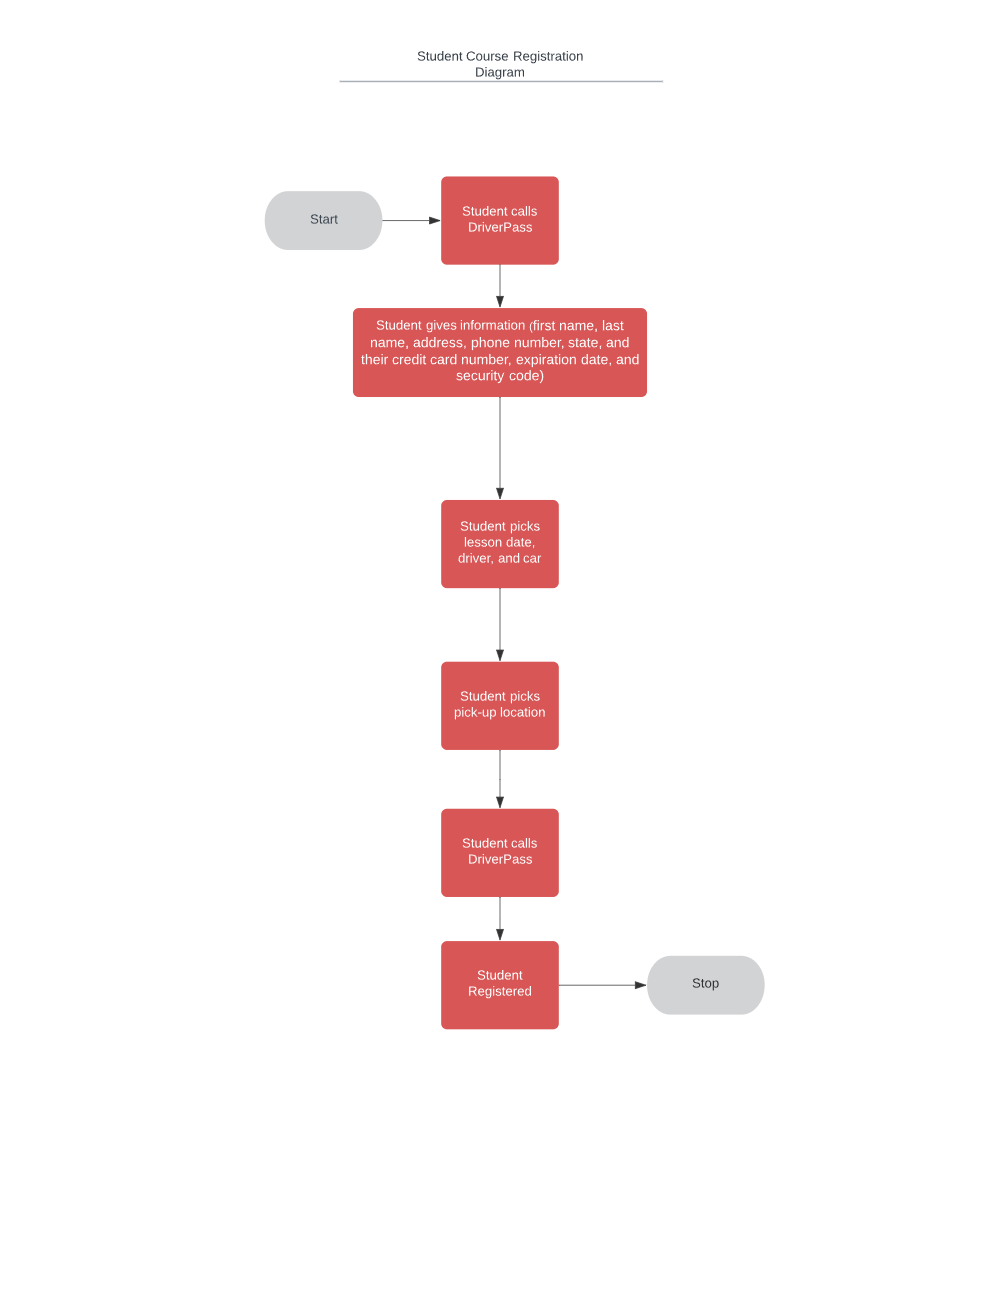 Student Course Registration
Diagram
Start
Student calls
DriverPass
Student gives information (first name, last
name, address, phone number, state, and
their credit card number, expiration date, and
security code)
Student picks
lesson date,
driver, and car
Student picks
pick-up location
Student calls
DriverPass
Student
Registered
Stop